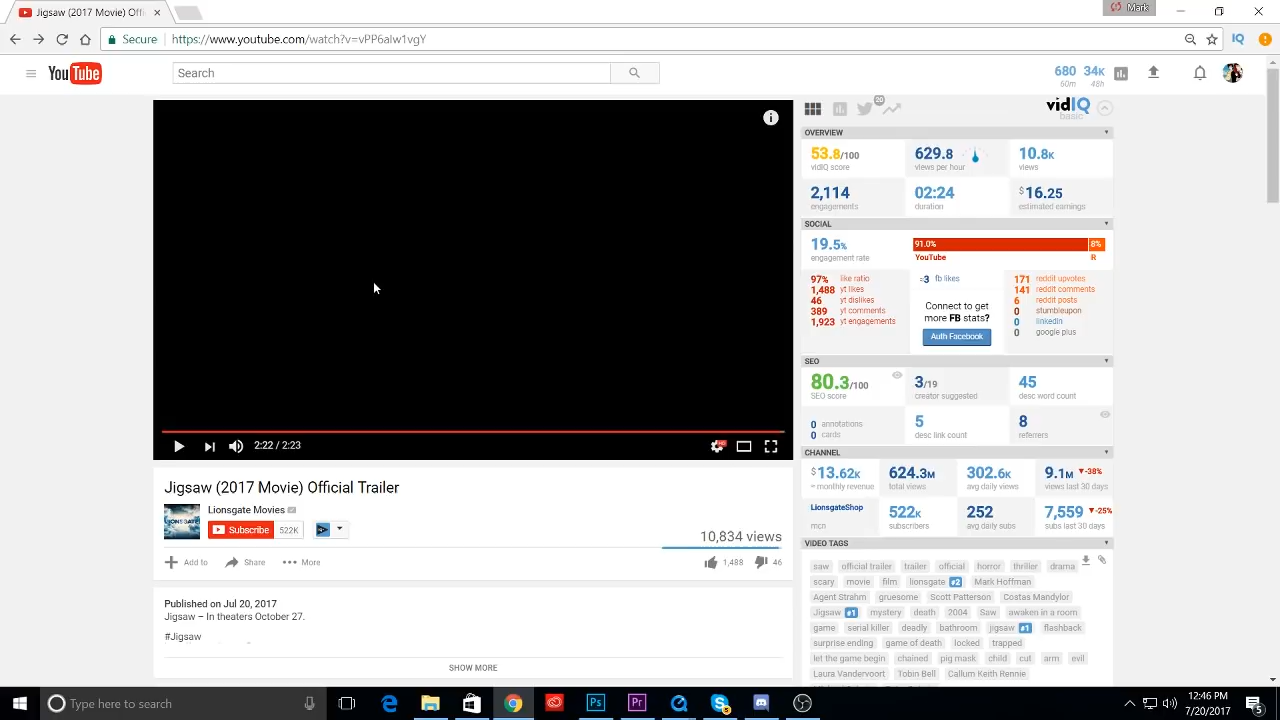 Jigsaw (2017 Movie) Offi
Mark
Secure https://www.youtube.com/watch?v=vPP6aIw1vgY
IQ
YouTube
Search
680 34K
60m 48h
20
vidIQ
basic
OVERVIEW
53.8/100 629.8 10.8K
vidIQ score views per hour views
2,114 02:24 $16.25
engagements duration estimated earnings
SOCIAL
19.5% 91.0% 8%
engagement rate YouTube R
97% like ratio =3 fb likes 171 reddit upvotes
1,488 yt likes 141 reddit comments
46 yt dislikes Connect to get 6 reddit posts
389 yt comments more FB stats? 0 stumbleupon
1,923 yt engagements 0 linkedin
Auth Facebook 0 google plus
SEO
80.3/100 3/19 45
SEO score creator suggested desc word count
0 annotations 5 8
0 cards desc link count referrers
2:22 / 2:23
HD
CHANNEL
$13.62K 624.3M 302.6K 9.1M -38%
≈ monthly revenue total views avg daily views views last 30 days
LionsgateShop 522K 252 7,559 -25%
mcn subscribers avg daily subs subs last 30 days
Jigsaw (2017 Movie) Official Trailer
Lionsgate Movies
LIONSGATE
Subscribe 522K
10,834 views
Add to Share More 1,488 46
VIDEO TAGS
saw official trailer trailer official horror thriller drama
scary movie film lionsgate #2 Mark Hoffman
Agent Strahm gruesome Scott Patterson Costas Mandylor
Jigsaw #1 mystery death 2004 Saw awaken in a room
game serial killer deadly bathroom jigsaw #1 flashback
surprise ending game of death locked trapped
let the game begin chained pig mask child cut arm evil
Laura Vandervoort Tobin Bell Callum Keith Rennie
Published on Jul 20, 2017
Jigsaw – In theaters October 27.
#Jigsaw
SHOW MORE
Type here to search
Ps
Pr
12:46 PM
7/20/2017
5